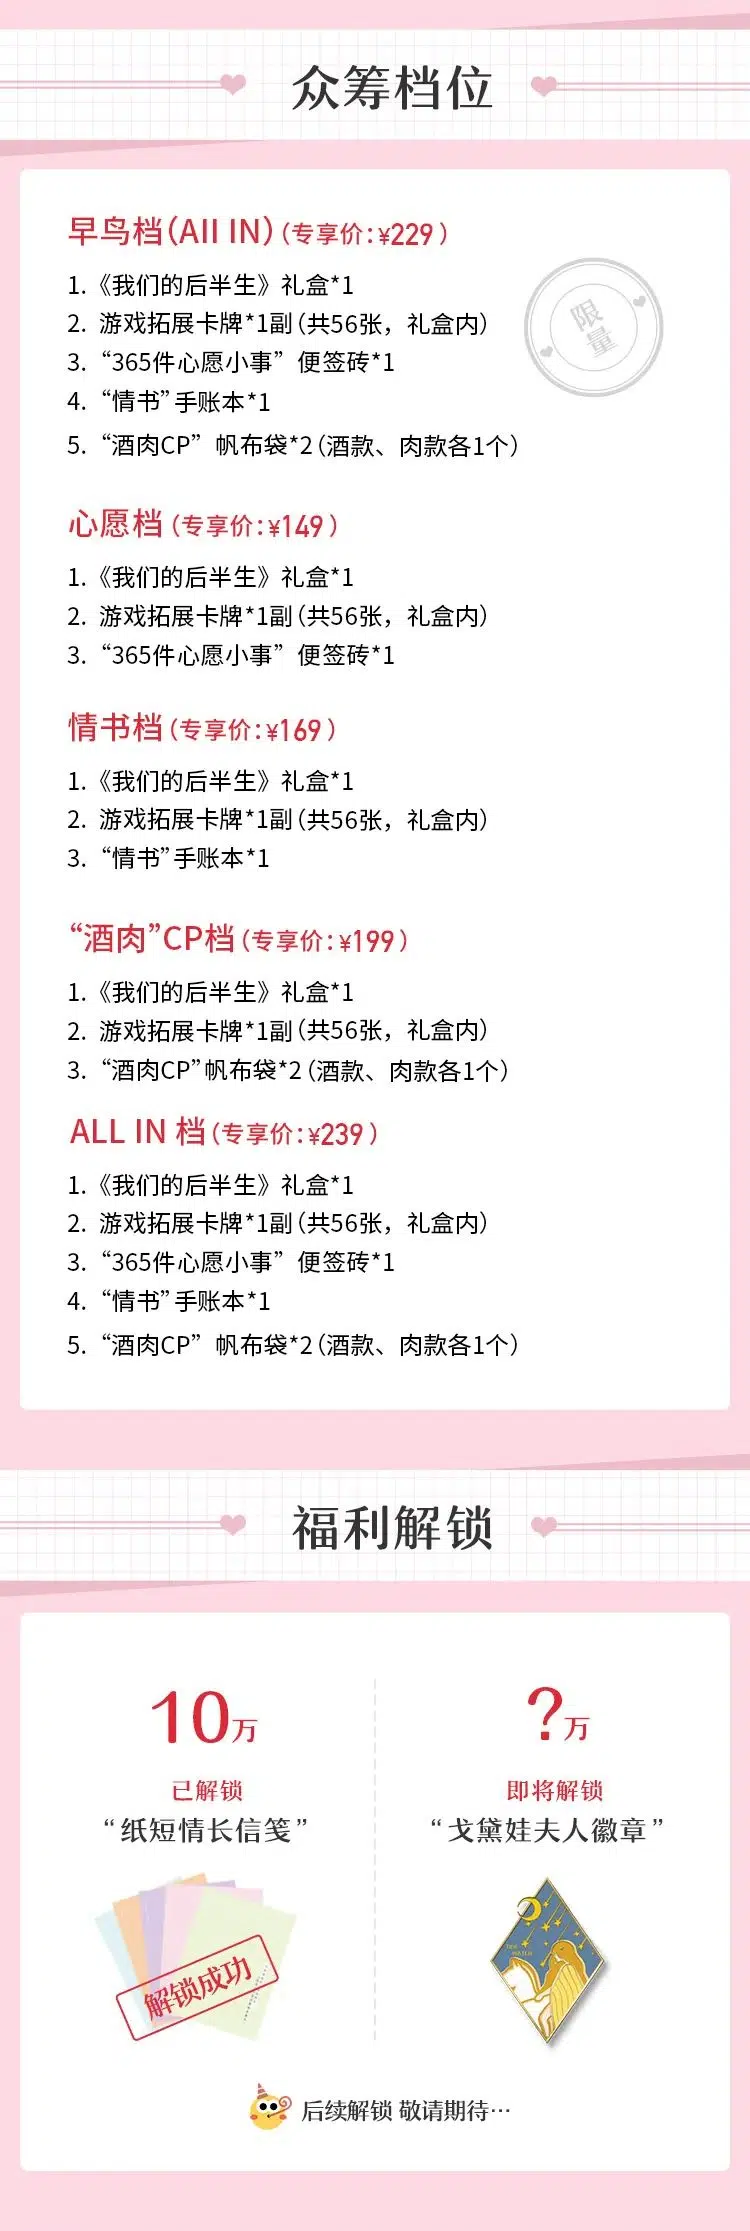 众筹档位
早鸟档(All IN)(专享价:¥229)
1.《我们的后半生》礼盒*1
2. 游戏拓展卡牌*1副(共56张，礼盒内)
3. “365件心愿小事”便签砖*1
4. “情书”手账本*1
5. “酒肉CP”帆布袋*2(酒款、肉款各1个)
限量
心愿档(专享价:¥149)
1.《我们的后半生》礼盒*1
2. 游戏拓展卡牌*1副(共56张，礼盒内)
3. “365件心愿小事”便签砖*1
情书档(专享价:¥169)
1.《我们的后半生》礼盒*1
2. 游戏拓展卡牌*1副(共56张，礼盒内)
3. “情书”手账本*1
“酒肉”CP档(专享价:¥199)
1.《我们的后半生》礼盒*1
2. 游戏拓展卡牌*1副(共56张，礼盒内)
3. “酒肉CP”帆布袋*2(酒款、肉款各1个)
ALL IN 档(专享价:¥239)
1.《我们的后半生》礼盒*1
2. 游戏拓展卡牌*1副(共56张，礼盒内)
3. “365件心愿小事”便签砖*1
4. “情书”手账本*1
5. “酒肉CP”帆布袋*2(酒款、肉款各1个)
福利解锁
10万
已解锁
“纸短情长信笺”
解锁成功
?万
即将解锁
“戈黛娃夫人徽章”
后续解锁 敬请期待…